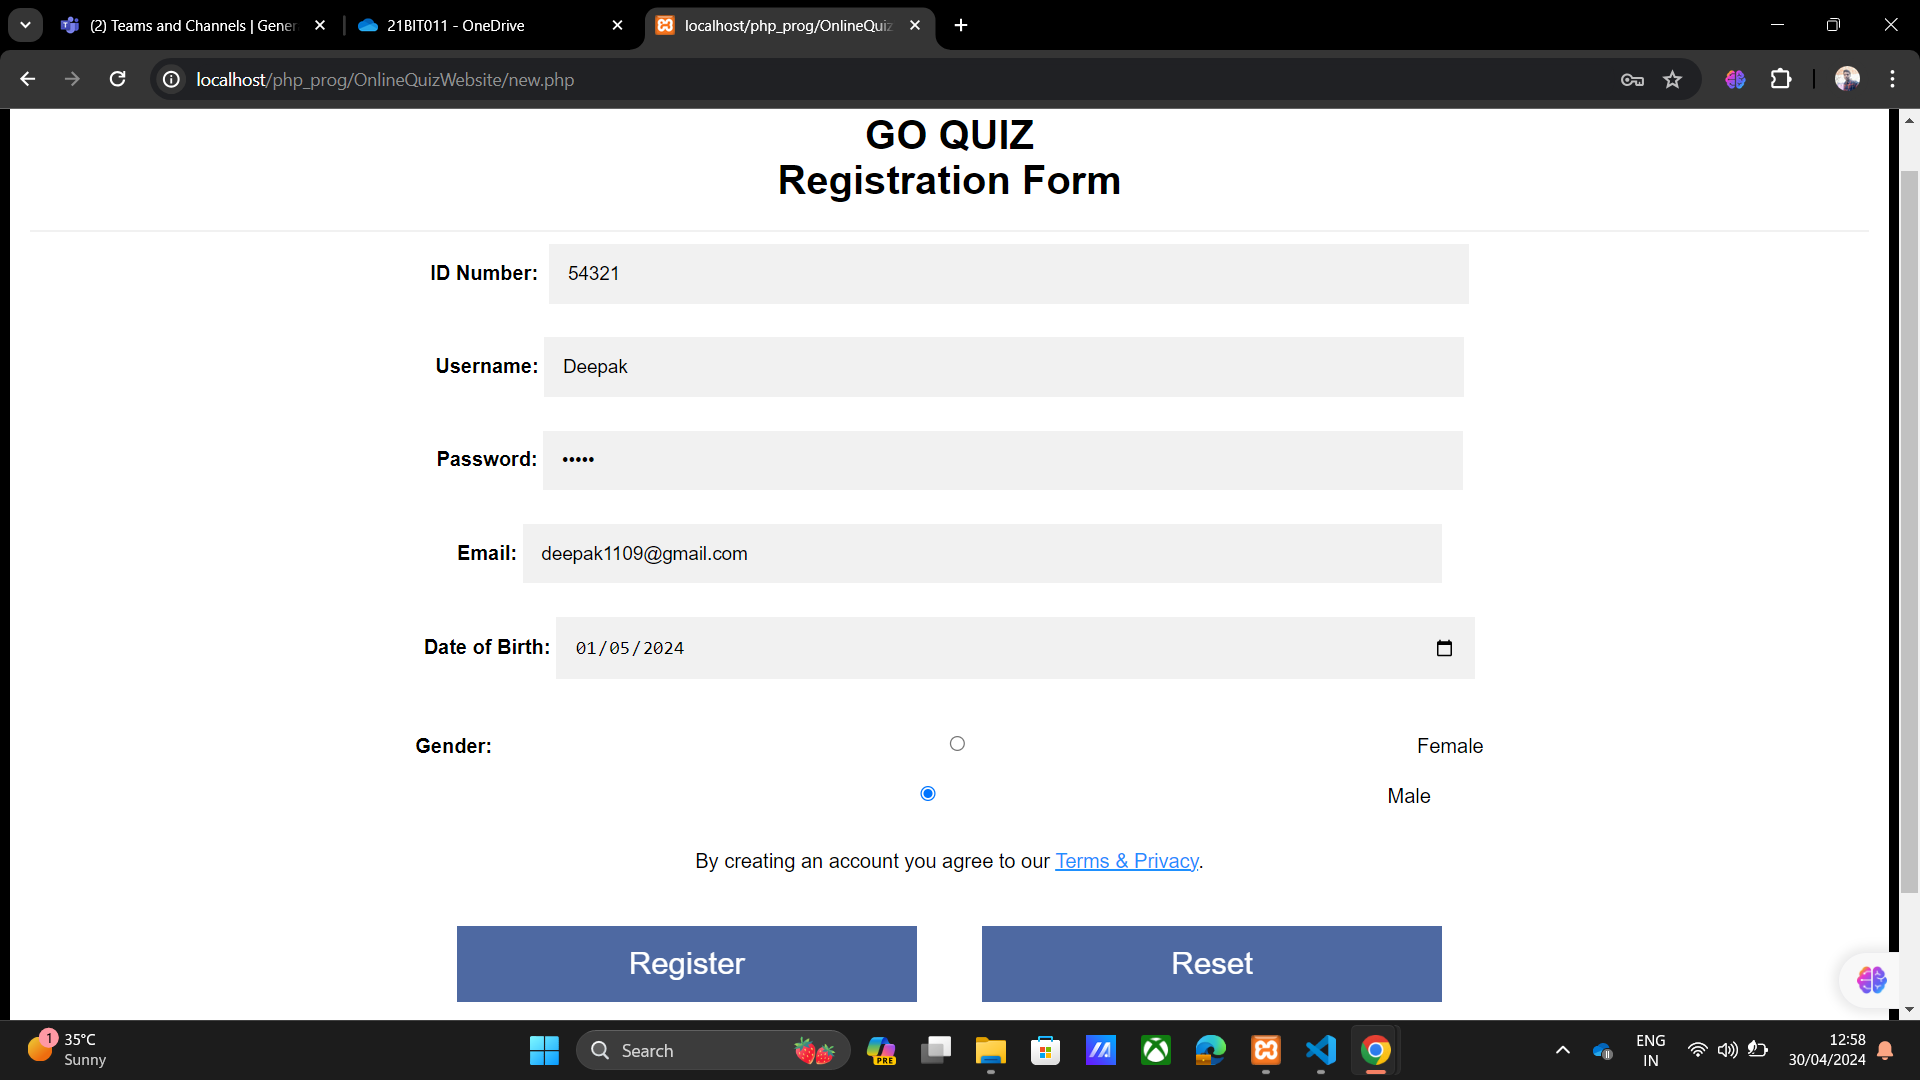 (2) Teams and Channels | Gener
21BIT011 - OneDrive
localhost/php_prog/OnlineQuiz
localhost/php_prog/OnlineQuizWebsite/new.php
GO QUIZ
Registration Form
ID Number: 54321
Username: Deepak
Password: •••••
Email: deepak1109@gmail.com
Date of Birth: 01/05/2024
Gender: Female
Male
By creating an account you agree to our Terms & Privacy.
Register
Reset
1
35°C
Sunny
Search
PRE
ENG
IN
12:58
30/04/2024